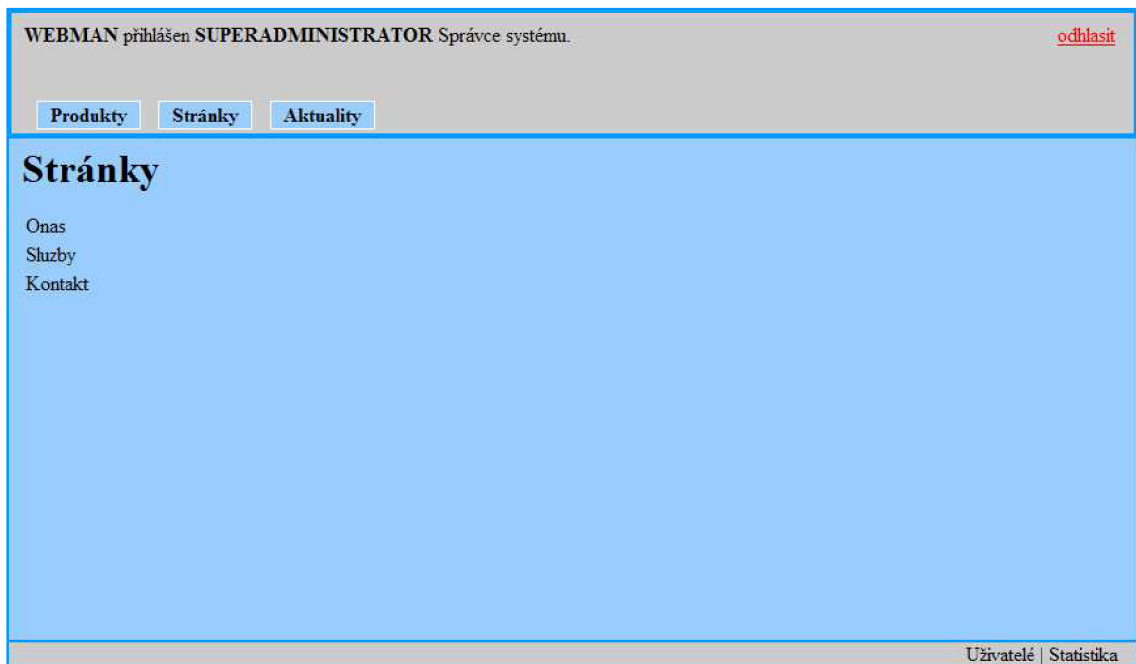 WEBMAN přihlášen SUPERADMINISTRATOR Správce systému. odhlasit
Produkty Stránky Aktuality
Stránky
Onas
Sluzby
Kontakt
Uživatelé | Statistika